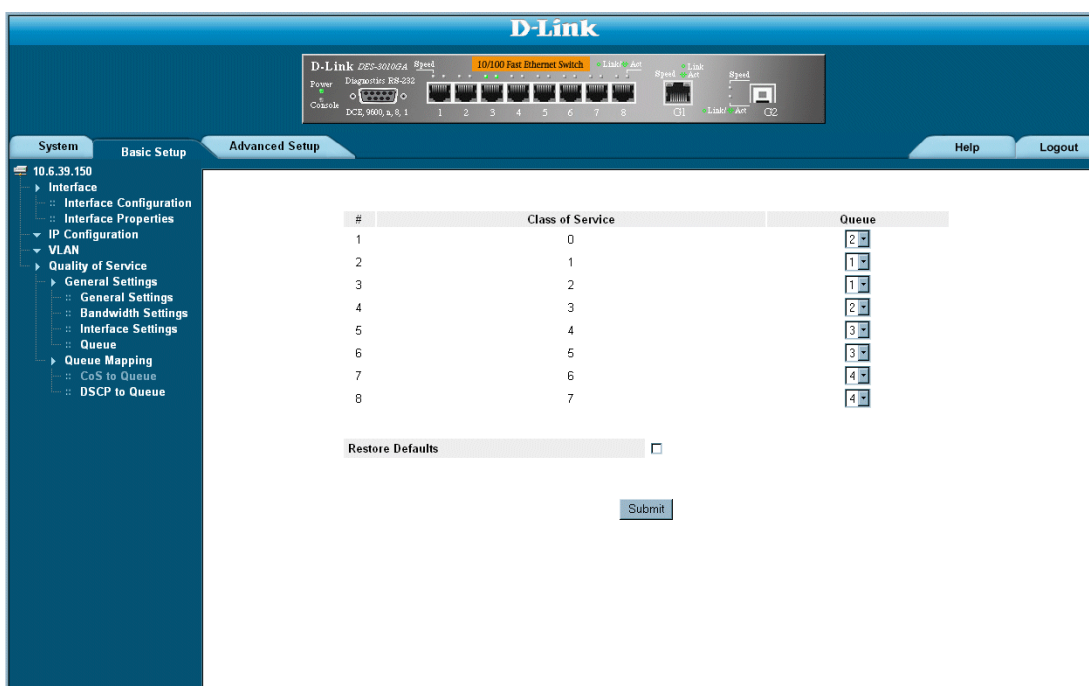 D-Link
D-Link DES-3010GA Speed 10/100 Fast Ethernet Switch Link/ Act
Link
Speed Act Speed
Power Diagnostics RS-232
Console
DCE, 9600, n, 8, 1 1 2 3 4 5 6 7 8 G1 Link/ Act G2
System Basic Setup Advanced Setup Help Logout
10.6.39.150
Interface
Interface Configuration
Interface Properties
IP Configuration
VLAN
Quality of Service
General Settings
General Settings
Bandwidth Settings
Interface Settings
Queue
Queue Mapping
CoS to Queue
DSCP to Queue
# Class of Service Queue
1 0 2
2 1 1
3 2 1
4 3 2
5 4 3
6 5 3
7 6 4
8 7 4
Restore Defaults
Submit